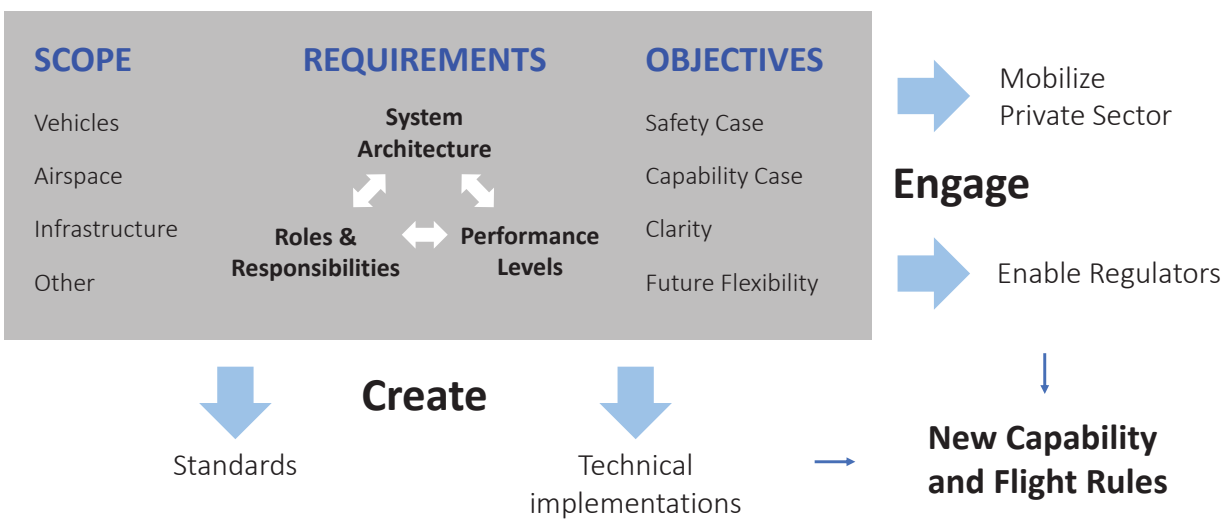 SCOPE
Vehicles
Airspace
Infrastructure
Other
REQUIREMENTS
System
Architecture
Roles &
Responsibilities
Performance
Levels
OBJECTIVES
Safety Case
Capability Case
Clarity
Future Flexibility
Mobilize
Private Sector
Engage
Enable Regulators
Create
Standards
Technical
implementations
New Capability
and Flight Rules